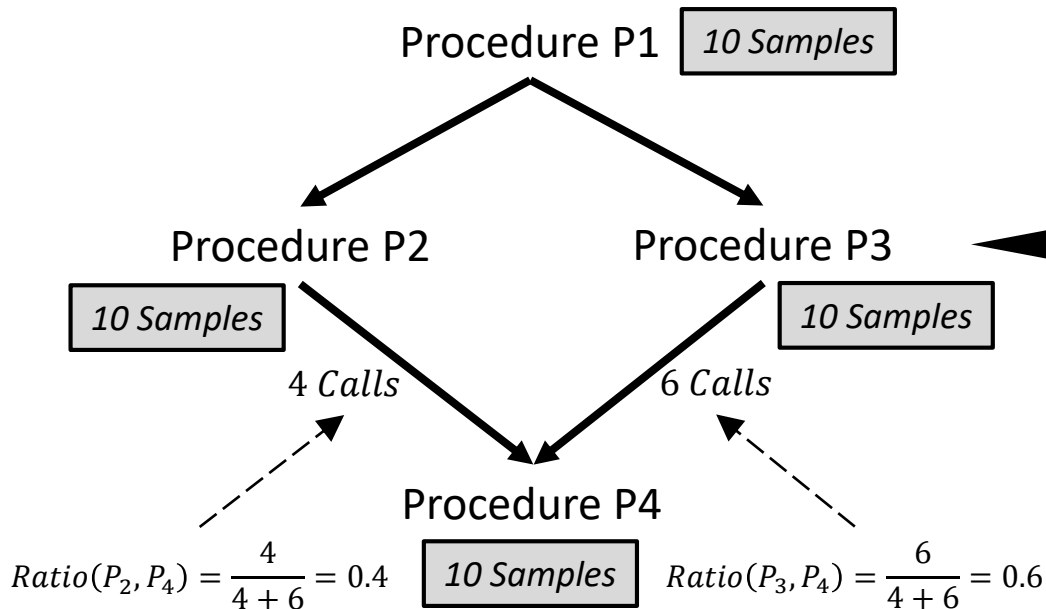 Procedure P1 10 Samples
Procedure P2 Procedure P3
10 Samples 10 Samples
4 Calls 6 Calls
Procedure P4
Ratio(P₂, P₄) = 4/(4 + 6) = 0.4 10 Samples Ratio(P₃, P₄) = 6/(4 + 6) = 0.6